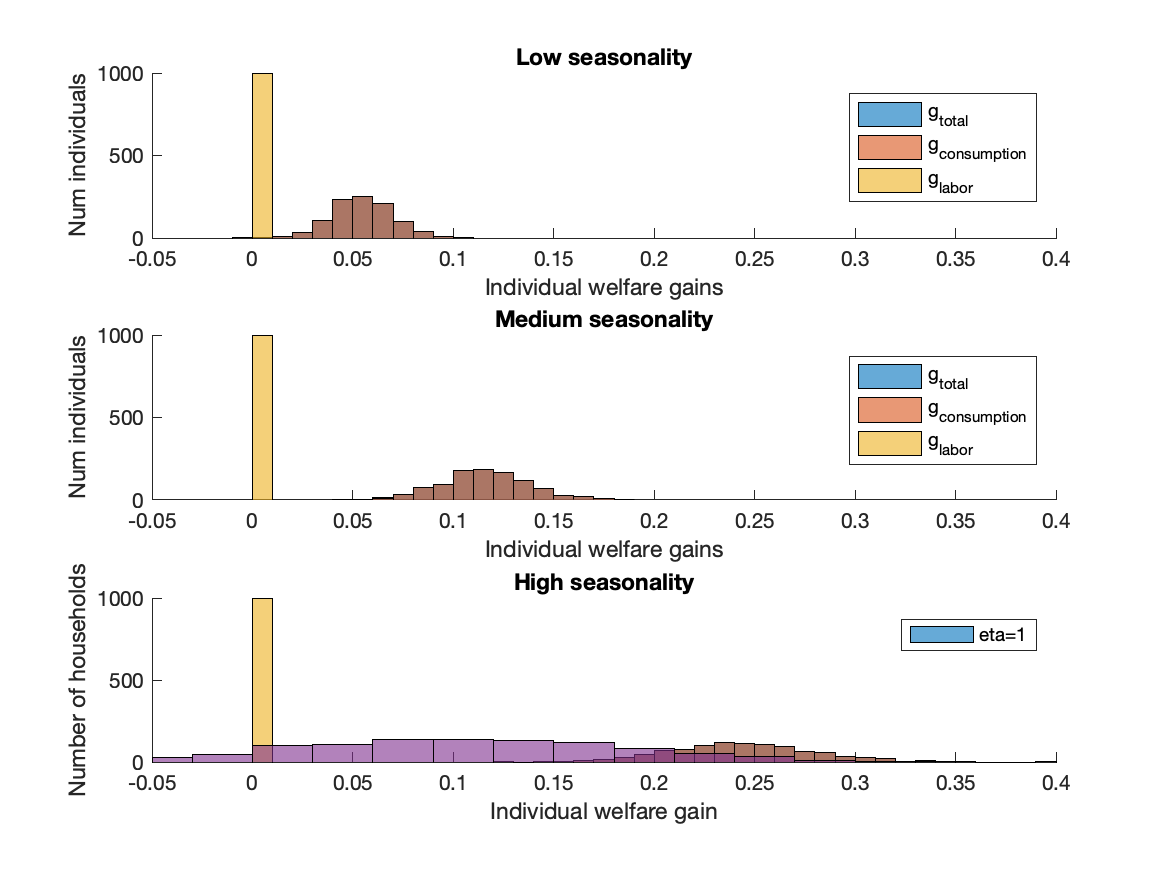 Low seasonality
1000
500
0
Num individuals
g_total
g_consumption
g_labor
-0.05 0 0.05 0.1 0.15 0.2 0.25 0.3 0.35 0.4
Individual welfare gains
Medium seasonality
1000
500
0
Num individuals
g_total
g_consumption
g_labor
-0.05 0 0.05 0.1 0.15 0.2 0.25 0.3 0.35 0.4
Individual welfare gains
High seasonality
1000
500
0
Number of households
eta=1
-0.05 0 0.05 0.1 0.15 0.2 0.25 0.3 0.35 0.4
Individual welfare gain